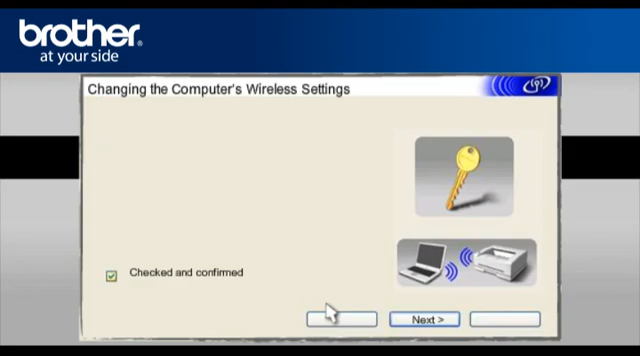 brother®
at your side
Changing the Computer's Wireless Settings
Checked and confirmed
Next >